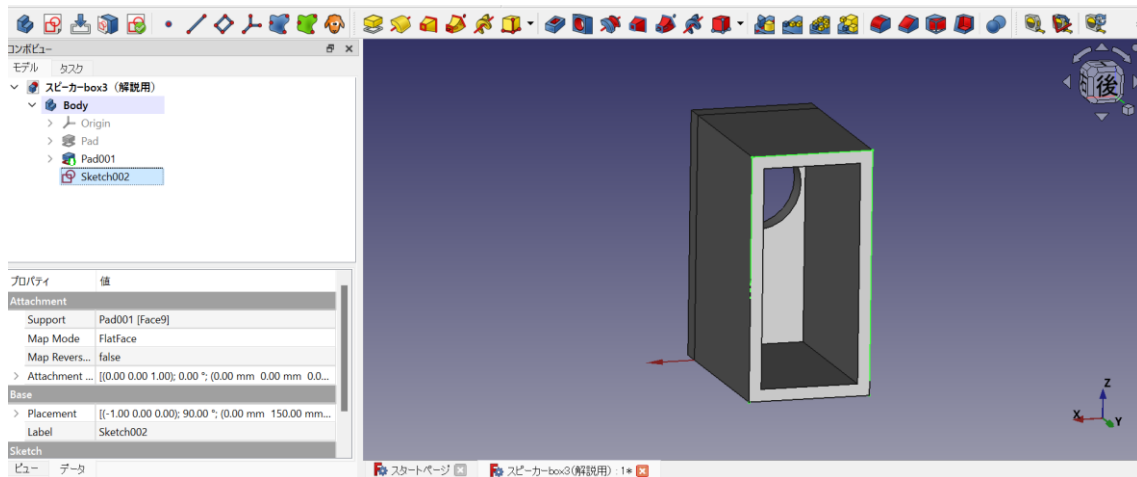 コンボビュー
モデル タスク
スピーカーbox3 (解説用)
Body
Origin
Pad
Pad001
Sketch002
プロパティ 値
Attachment
Support Pad001 [Face9]
Map Mode FlatFace
Map Revers... false
Attachment ... [(0.00 0.00 1.00); 0.00 °; (0.00 mm 0.00 mm 0.0...
Base
Placement [(-1.00 0.00 0.00); 90.00 °; (0.00 mm 150.00 mm...
Label Sketch002
Sketch
ビュー データ
後
Z
X
Y
スタートページ
スピーカーbox3(解説用) : 1*